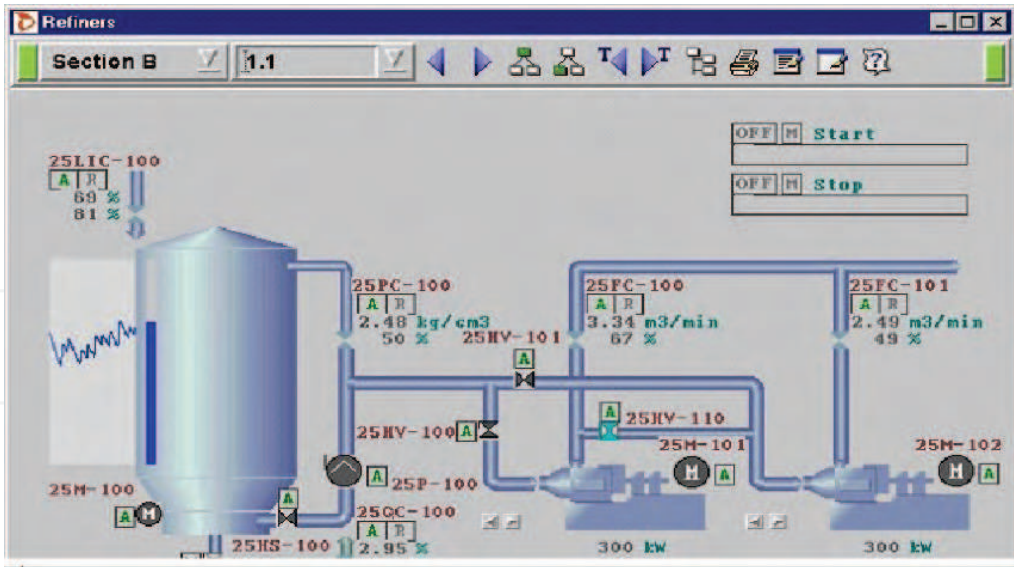 Refiners
Section B 1.1
T T
OFF M Start
OFF M Stop
25LIC-100
A R
69 %
81 %
25PC-100
A R
2.48 kg/cm3
50 %
25FC-100
A R
3.34 m3/min
67 %
25FC-101
A R
2.49 m3/min
49 %
25HV-101
A
25HV-100 A
A 25HV-110
25M-101
M A
25M-102
M A
25M-100
A M
A
A 25P-100
25QC-100
A R
2.95 %
25HS-100
300 kW
300 kW